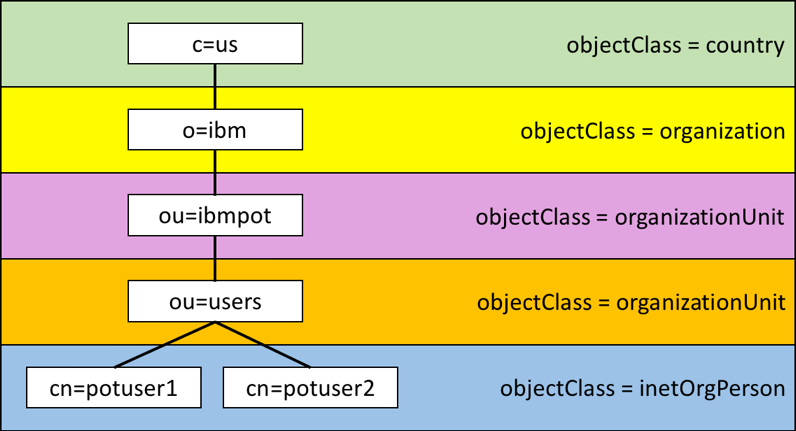 c=us
objectClass = country
o=ibm
objectClass = organization
ou=ibmpot
objectClass = organizationUnit
ou=users
objectClass = organizationUnit
cn=potuser1
cn=potuser2
objectClass = inetOrgPerson